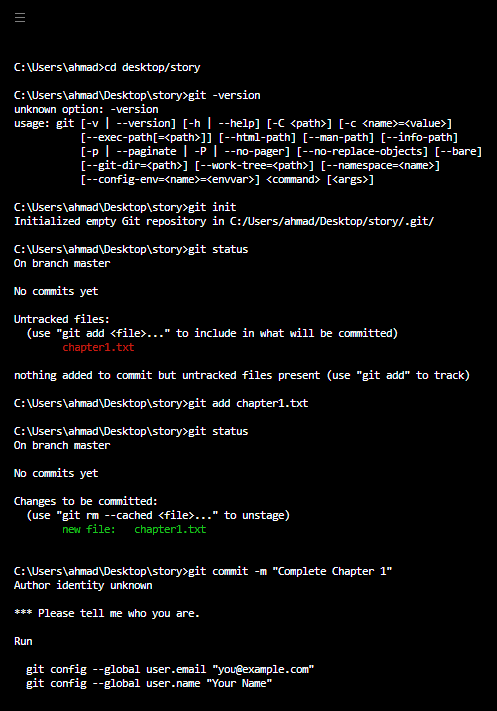 C:\Users\ahmad>cd desktop/story
C:\Users\ahmad\Desktop\story>git -version
unknown option: -version
usage: git [-v | --version] [-h | --help] [-C <path>] [-c <name>=<value>]
           [--exec-path[=<path>]] [--html-path] [--man-path] [--info-path]
           [-p | --paginate | -P | --no-pager] [--no-replace-objects] [--bare]
           [--git-dir=<path>] [--work-tree=<path>] [--namespace=<name>]
           [--config-env=<name>=<envvar>] <command> [<args>]
C:\Users\ahmad\Desktop\story>git init
Initialized empty Git repository in C:/Users/ahmad/Desktop/story/.git/
C:\Users\ahmad\Desktop\story>git status
On branch master
No commits yet
Untracked files:
  (use "git add <file>..." to include in what will be committed)
        chapter1.txt
nothing added to commit but untracked files present (use "git add" to track)
C:\Users\ahmad\Desktop\story>git add chapter1.txt
C:\Users\ahmad\Desktop\story>git status
On branch master
No commits yet
Changes to be committed:
  (use "git rm --cached <file>..." to unstage)
        new file:   chapter1.txt
C:\Users\ahmad\Desktop\story>git commit -m "Complete Chapter 1"
Author identity unknown
*** Please tell me who you are.
Run
  git config --global user.email "you@example.com"
  git config --global user.name "Your Name"